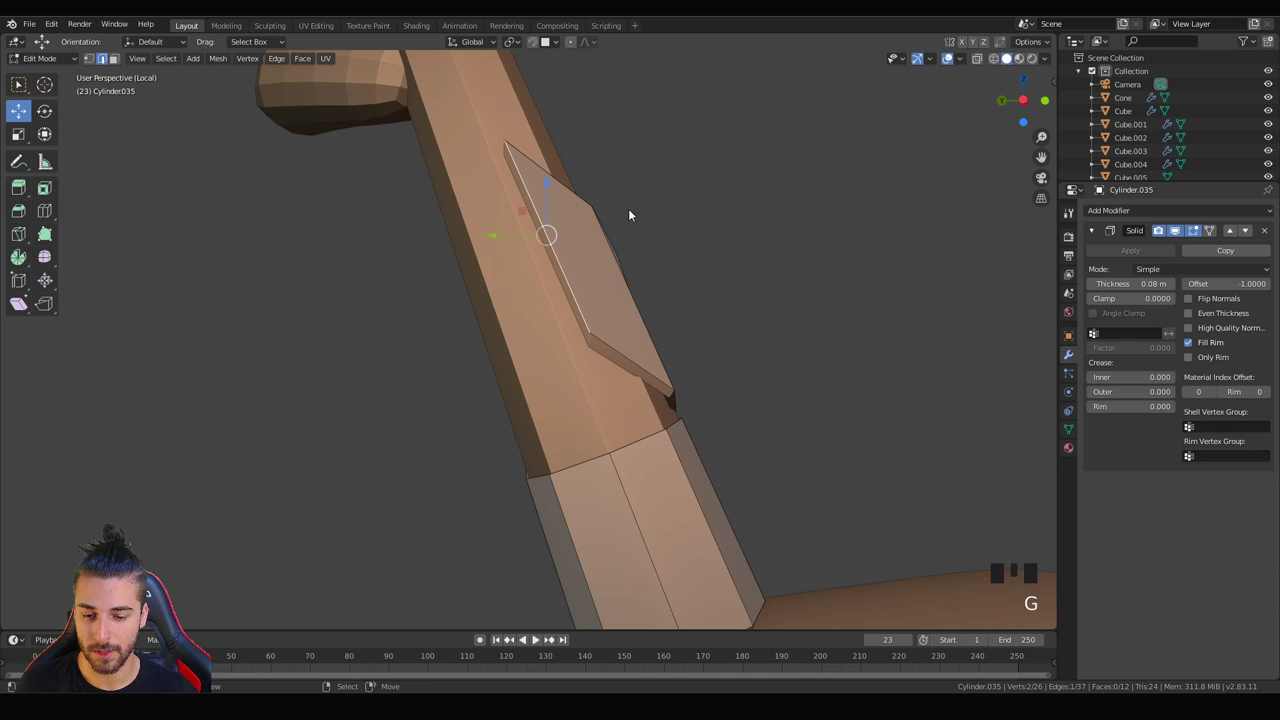 File Edit Render Window Help Layout Modeling Sculpting UV Editing Texture Paint Shading Animation Rendering Compositing Scripting + Scene View Layer
Orientation: Default Drag: Select Box Global X Y Z Options
Edit Mode View Select Add Mesh Vertex Edge Face UV
User Perspective (Local)
(23) Cylinder.035
Scene Collection
Collection
Camera
Cone
Cube
Cube.001
Cube.002
Cube.003
Cube.004
Cube.005
Cylinder.035
Add Modifier
Solid
Apply Copy
Mode: Simple
Thickness 0.08 m Offset -1.0000
Clamp 0.0000 Flip Normals
Angle Clamp Even Thickness
High Quality Norm...
Factor 0.000 Fill Rim
Crease: Only Rim
Inner 0.000 Material Index Offset:
Outer 0.000 0 Rim 0
Rim 0.000 Shell Vertex Group:
Rim Vertex Group:
Z
Y
G
Playb 23 Start 1 End 250
50 60 70 80 90 100 110 120 130 140 150 160 170 180 190 200 210 220 230 240 250
Select Move Cylinder.035 | Verts:2/26 | Edges:1/37 | Faces:0/12 | Tris:24 | Mem: 311.8 MiB | v2.83.11